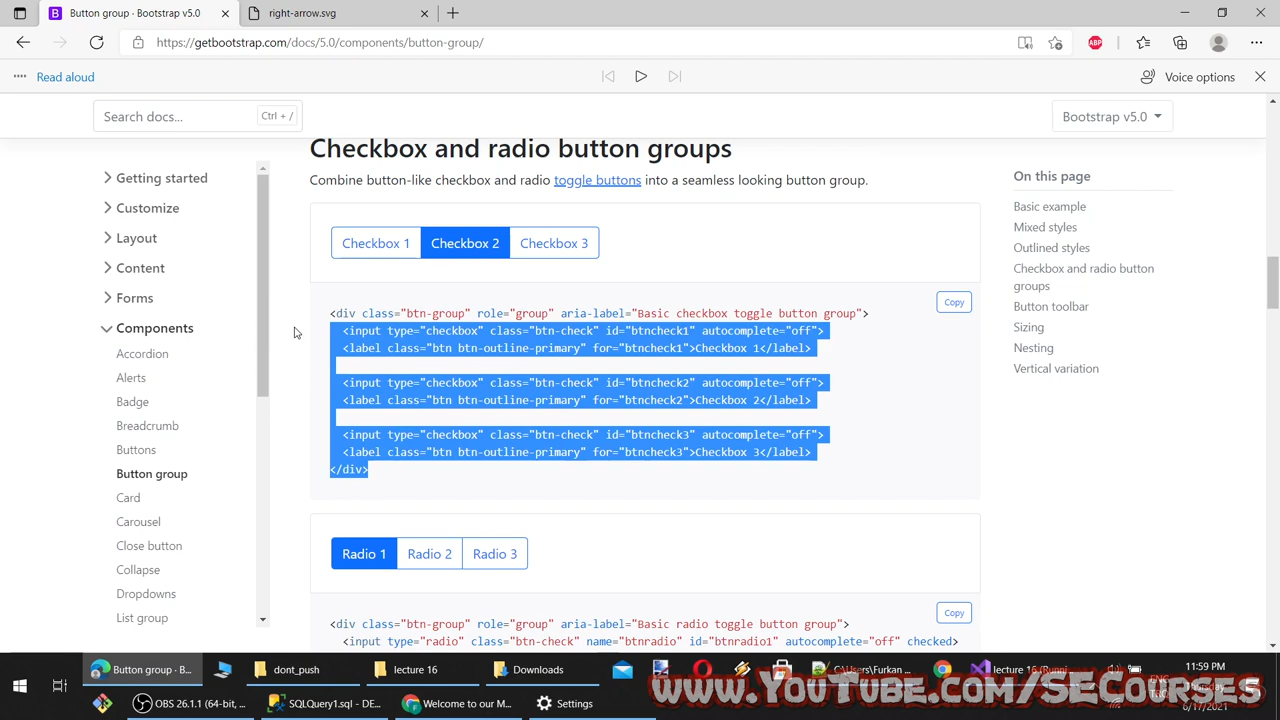 Button group · Bootstrap v5.0
right-arrow.svg
https://getbootstrap.com/docs/5.0/components/button-group/
ABP
Read aloud
Voice options
Search docs...
Ctrl + /
Bootstrap v5.0
Getting started
Customize
Layout
Content
Forms
Components
Accordion
Alerts
Badge
Breadcrumb
Buttons
Button group
Card
Carousel
Close button
Collapse
Dropdowns
List group
Checkbox and radio button groups
Combine button-like checkbox and radio toggle buttons into a seamless looking button group.
Checkbox 1
Checkbox 2
Checkbox 3
Copy
<div class="btn-group" role="group" aria-label="Basic checkbox toggle button group">
<input type="checkbox" class="btn-check" id="btncheck1" autocomplete="off">
<label class="btn btn-outline-primary" for="btncheck1">Checkbox 1</label>
<input type="checkbox" class="btn-check" id="btncheck2" autocomplete="off">
<label class="btn btn-outline-primary" for="btncheck2">Checkbox 2</label>
<input type="checkbox" class="btn-check" id="btncheck3" autocomplete="off">
<label class="btn btn-outline-primary" for="btncheck3">Checkbox 3</label>
</div>
Radio 1
Radio 2
Radio 3
Copy
<div class="btn-group" role="group" aria-label="Basic radio toggle button group">
<input type="radio" class="btn-check" name="btnradio" id="btnradio1" autocomplete="off" checked>
On this page
Basic example
Mixed styles
Outlined styles
Checkbox and radio button
groups
Button toolbar
Sizing
Nesting
Vertical variation
Button group · B...
dont_push
lecture 16
Downloads
C:\Users\Furkan ...
lecture 16 (Runni...
11:59 PM
Thursday
6/17/2021
ENG
OBS 26.1.1 (64-bit, ...
SQLQuery1.sql - DE...
Welcome to our M...
Settings
www.YouTube.com/SECourses